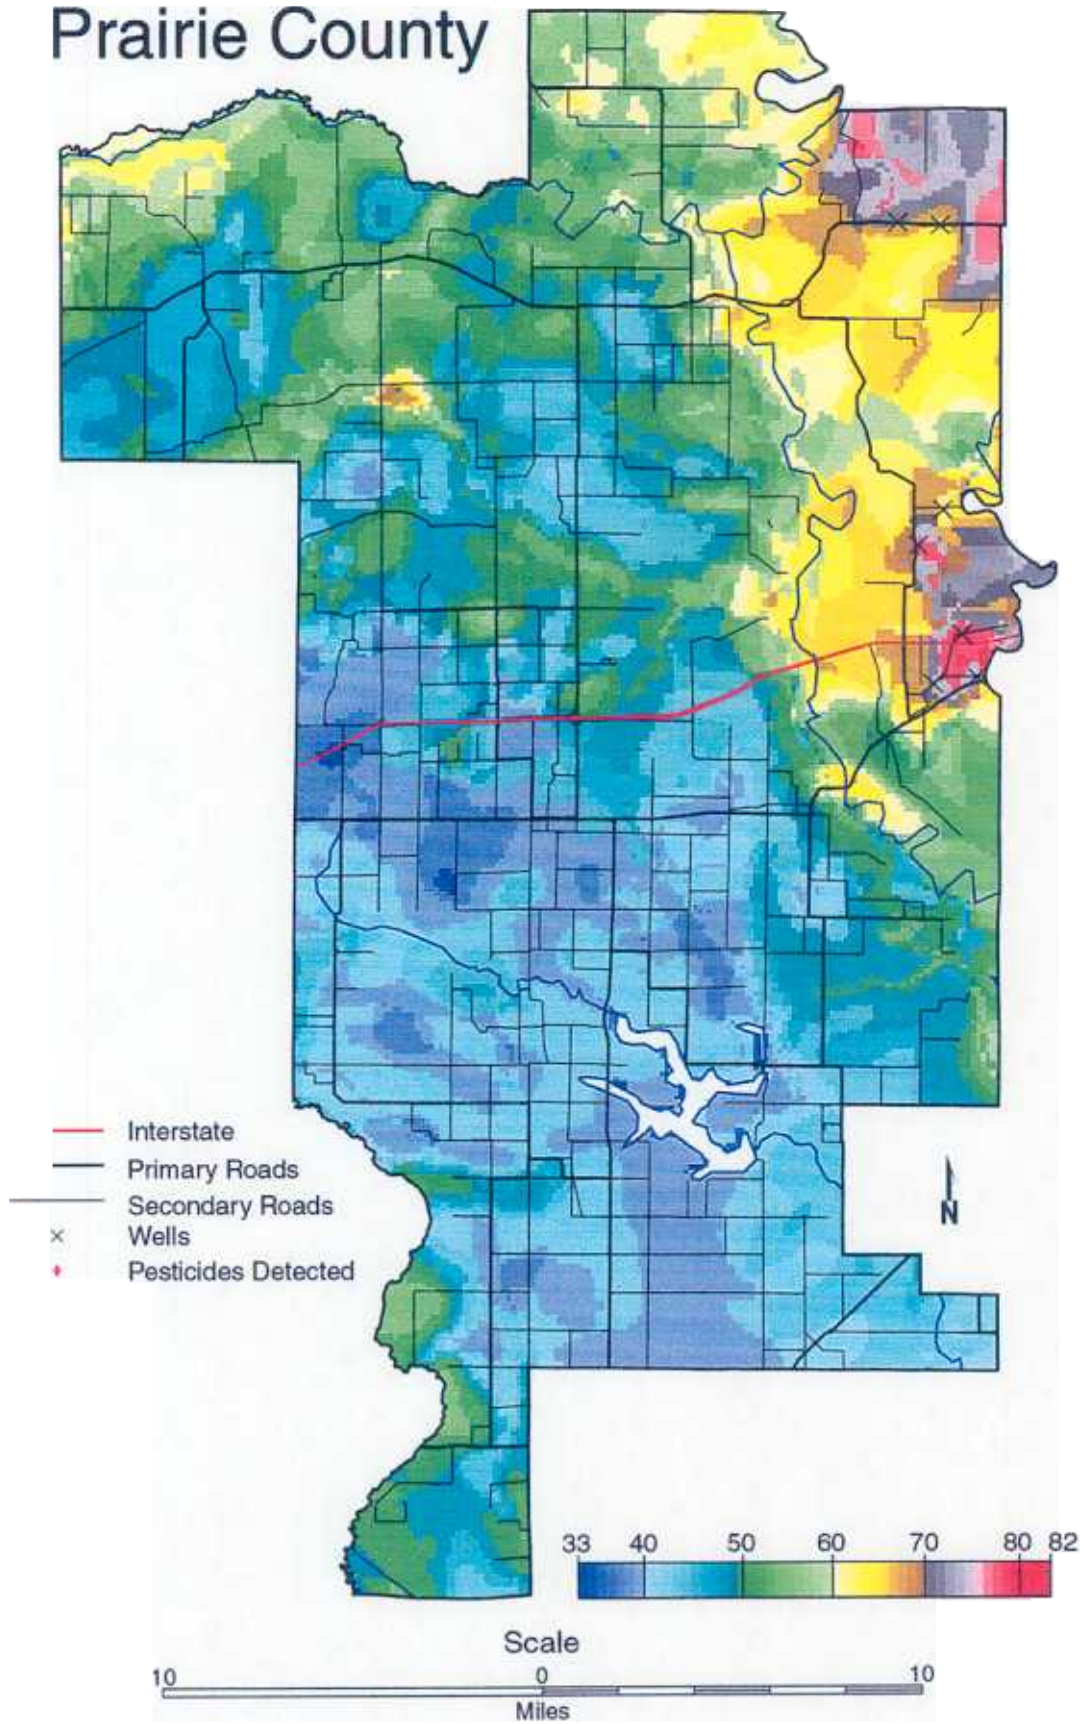 Prairie County
Interstate
Primary Roads
Secondary Roads
Wells
Pesticides Detected
N
33 40 50 60 70 80 82
Scale
10 0 10
Miles